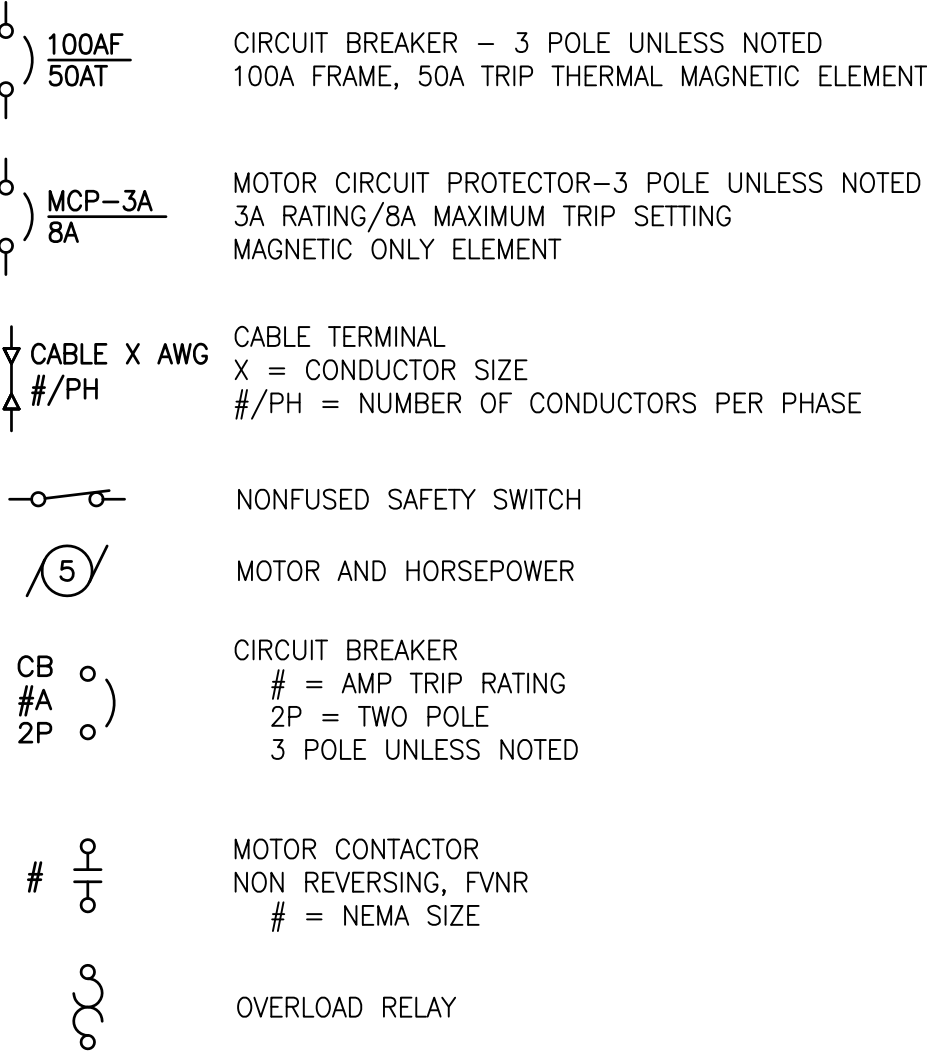 100AF
50AT
CIRCUIT BREAKER – 3 POLE UNLESS NOTED
100A FRAME, 50A TRIP THERMAL MAGNETIC ELEMENT
MCP–3A
8A
MOTOR CIRCUIT PROTECTOR–3 POLE UNLESS NOTED
3A RATING/8A MAXIMUM TRIP SETTING
MAGNETIC ONLY ELEMENT
CABLE X AWG
#/PH
CABLE TERMINAL
X = CONDUCTOR SIZE
#/PH = NUMBER OF CONDUCTORS PER PHASE
NONFUSED SAFETY SWITCH
5
MOTOR AND HORSEPOWER
CB
#A
2P
CIRCUIT BREAKER
# = AMP TRIP RATING
2P = TWO POLE
3 POLE UNLESS NOTED
#
MOTOR CONTACTOR
NON REVERSING, FVNR
# = NEMA SIZE
OVERLOAD RELAY